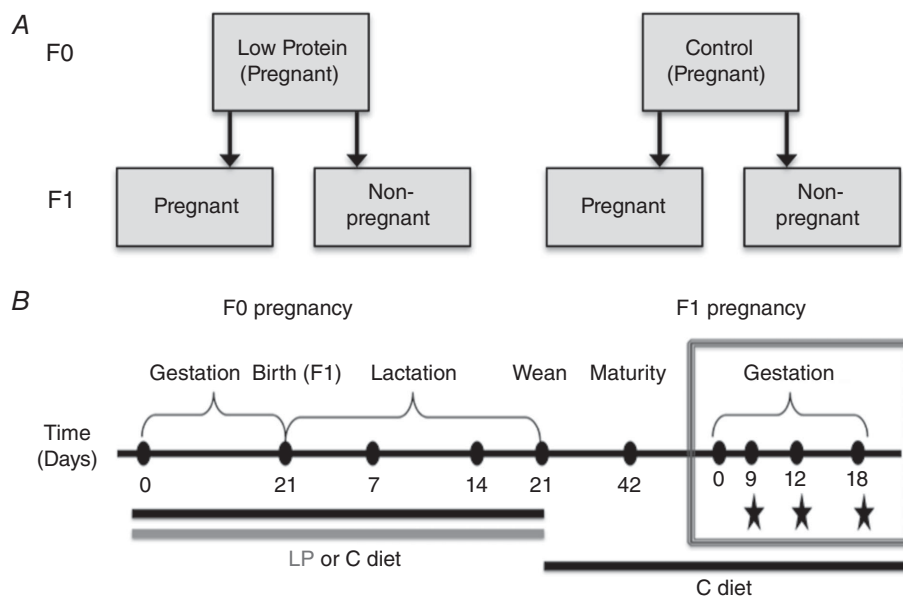 A
F0
Low Protein
(Pregnant)
Control
(Pregnant)
F1
Pregnant
Non-
pregnant
Pregnant
Non-
pregnant
B
F0 pregnancy
F1 pregnancy
Gestation
Birth (F1)
Lactation
Wean
Maturity
Gestation
Time
(Days)
0
21
7
14
21
42
0
9
12
18
LP or C diet
C diet